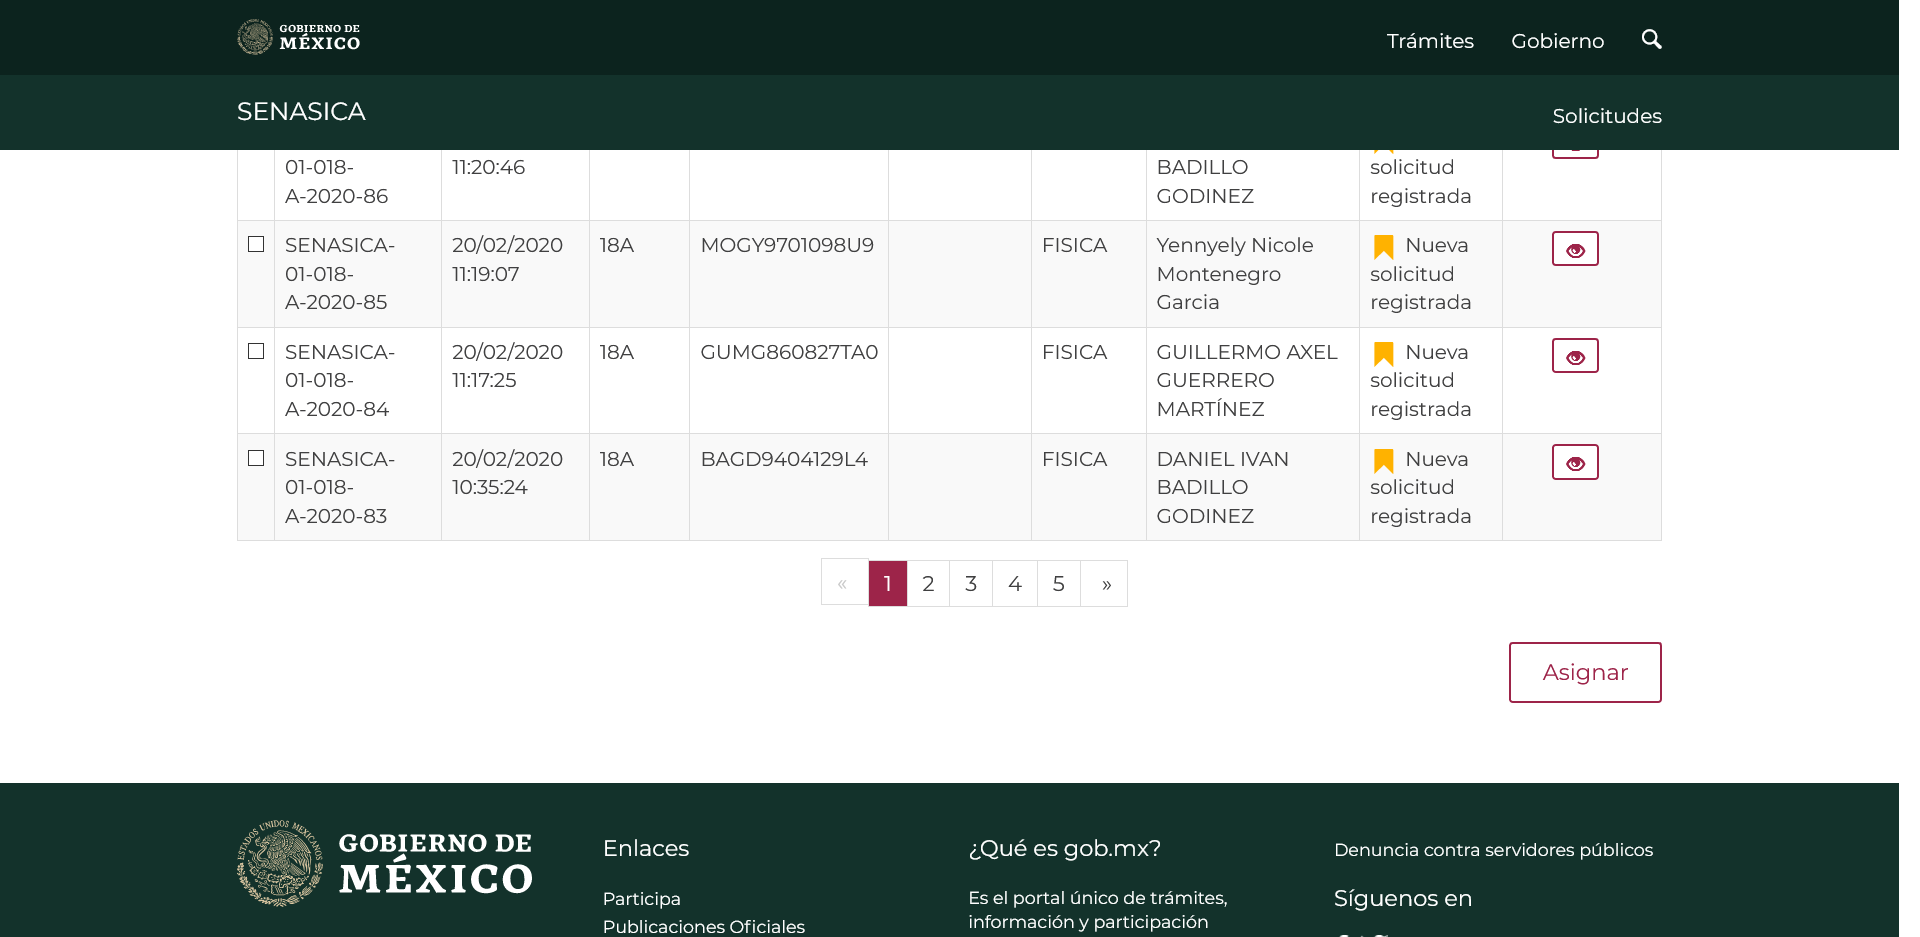 GOBIERNO DE
MÉXICO
Trámites
Gobierno
SENASICA
Solicitudes
01-018-
A-2020-86
11:20:46
BADILLO
GODINEZ
solicitud
registrada
SENASICA-
01-018-
A-2020-85
20/02/2020
11:19:07
18A
MOGY9701098U9
FISICA
Yennyely Nicole
Montenegro
Garcia
Nueva
solicitud
registrada
SENASICA-
01-018-
A-2020-84
20/02/2020
11:17:25
18A
GUMG860827TA0
FISICA
GUILLERMO AXEL
GUERRERO
MARTÍNEZ
Nueva
solicitud
registrada
SENASICA-
01-018-
A-2020-83
20/02/2020
10:35:24
18A
BAGD9404129L4
FISICA
DANIEL IVAN
BADILLO
GODINEZ
Nueva
solicitud
registrada
« 1 2 3 4 5 »
Asignar
ESTADOS UNIDOS MEXICANOS
GOBIERNO DE
MÉXICO
Enlaces
Participa
Publicaciones Oficiales
¿Qué es gob.mx?
Es el portal único de trámites,
información y participación
Denuncia contra servidores públicos
Síguenos en